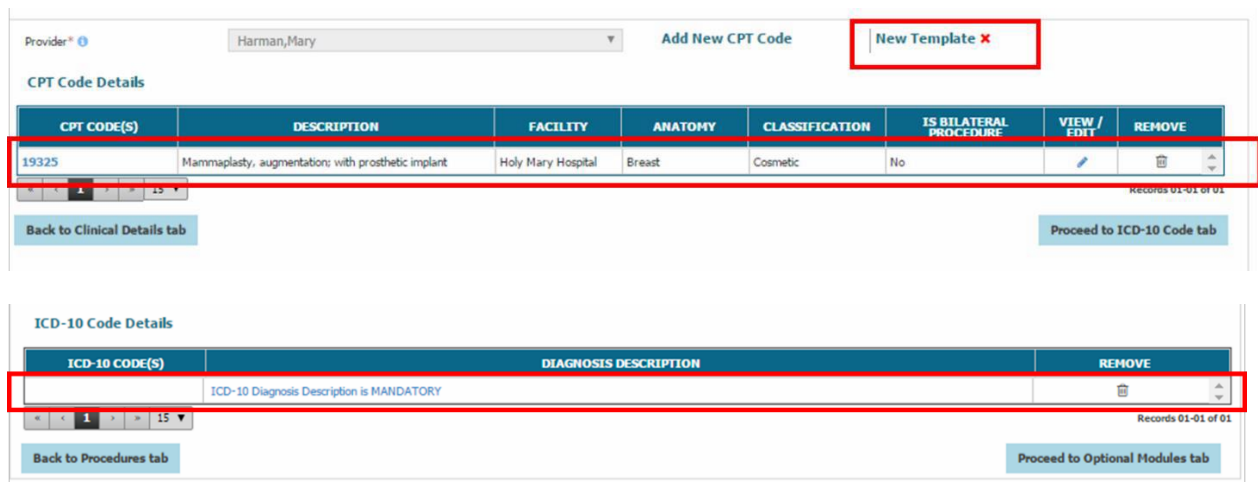 Provider* Harman,Mary Add New CPT Code New Template ×
CPT Code Details
CPT CODE(S) DESCRIPTION FACILITY ANATOMY CLASSIFICATION IS BILATERAL PROCEDURE VIEW / EDIT REMOVE
19325 Mammaplasty, augmentation; with prosthetic implant Holy Mary Hospital Breast Cosmetic No
« ‹ 1 › » 15 Records 01-01 of 01
Back to Clinical Details tab Proceed to ICD-10 Code tab
ICD-10 Code Details
ICD-10 CODE(S) DIAGNOSIS DESCRIPTION REMOVE
ICD-10 Diagnosis Description is MANDATORY
« ‹ 1 › » 15 Records 01-01 of 01
Back to Procedures tab Proceed to Optional Modules tab